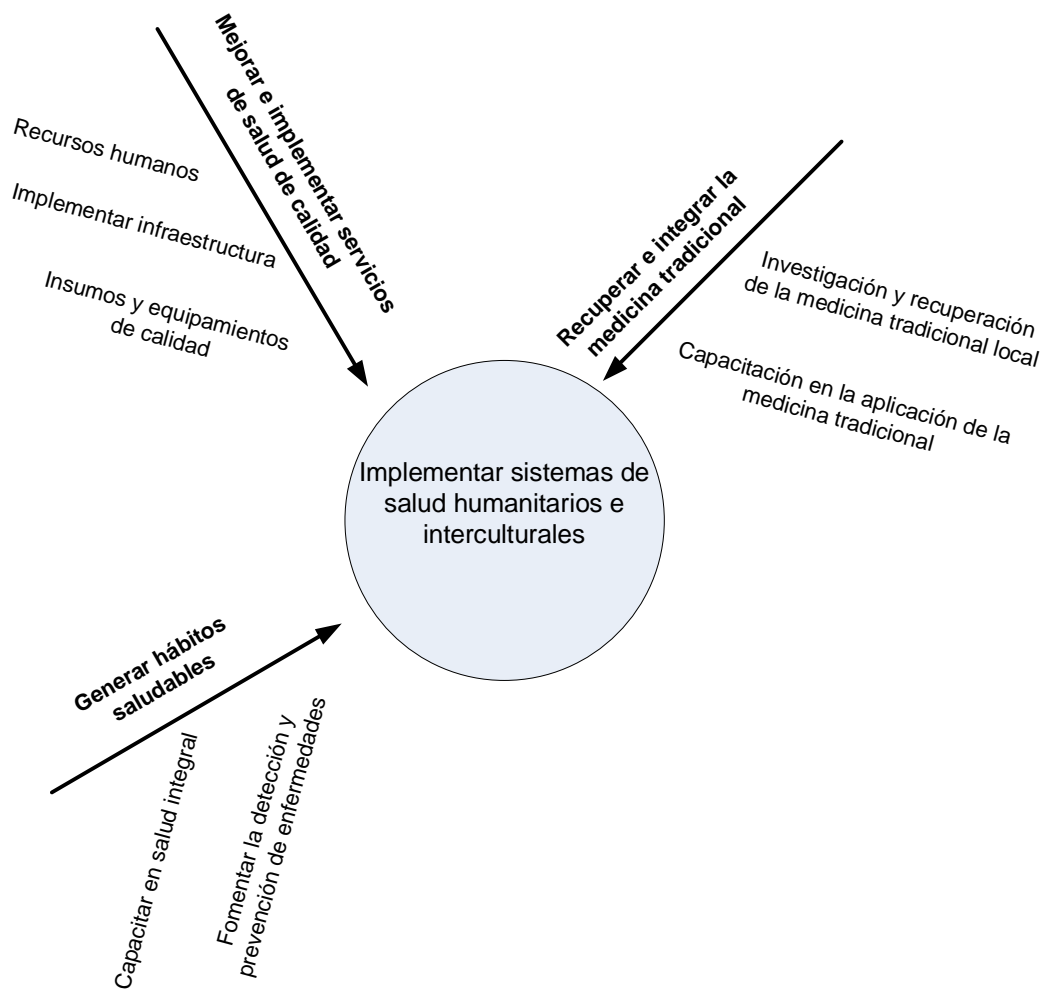 Mejorar e implementar servicios
de salud de calidad
Recursos humanos
Implementar infraestructura
Insumos y equipamientos
de calidad
Recuperar e integrar la
medicina tradicional
Investigación y recuperación
de la medicina tradicional local
Capacitación en la aplicación de la
medicina tradicional
Implementar sistemas de
salud humanitarios e
interculturales
Generar hábitos
saludables
Capacitar en salud integral
Fomentar la detección y
prevención de enfermedades